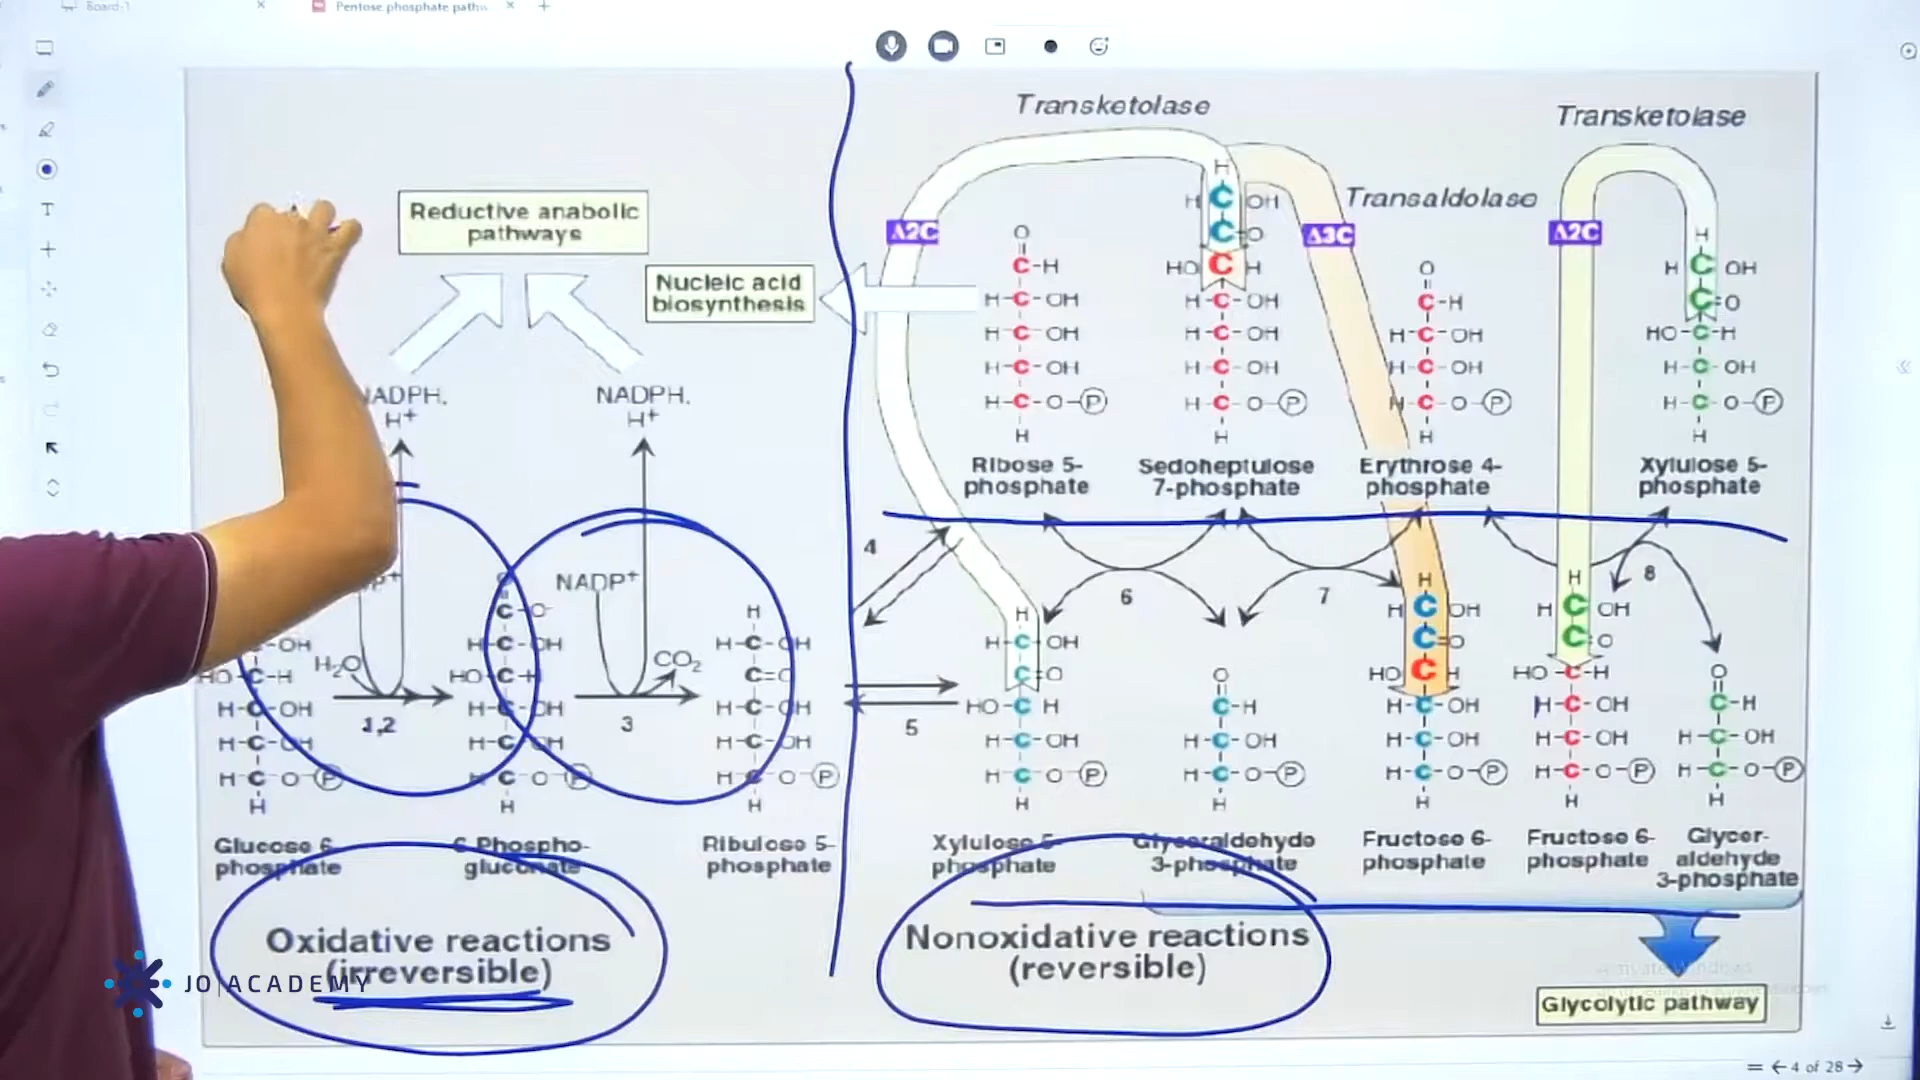 Board-1
Pentose phosphate pathw
Transketolase
Transketolase
Transaldolase
Reductive anabolic
pathways
Nucleic acid
biosynthesis
Δ2C
Δ3C
Δ2C
NADPH,
H+
NADPH,
H+
Ribose 5-
phosphate
Sedoheptulose
7-phosphate
Erythrose 4-
phosphate
Xylulose 5-
phosphate
4
6
7
8
NADP+
H2O
CO2
1,2
3
5
Glucose 6-
phosphate
6 Phospho-
gluconate
Ribulose 5-
phosphate
Xylulose 5-
phosphate
Glyceraldehyde
3-phosphate
Fructose 6-
phosphate
Fructose 6-
phosphate
Glycer-
aldehyde
3-phosphate
Oxidative reactions
(irreversible)
Nonoxidative reactions
(reversible)
Glycolytic pathway
JO ACADEMY
4 of 28